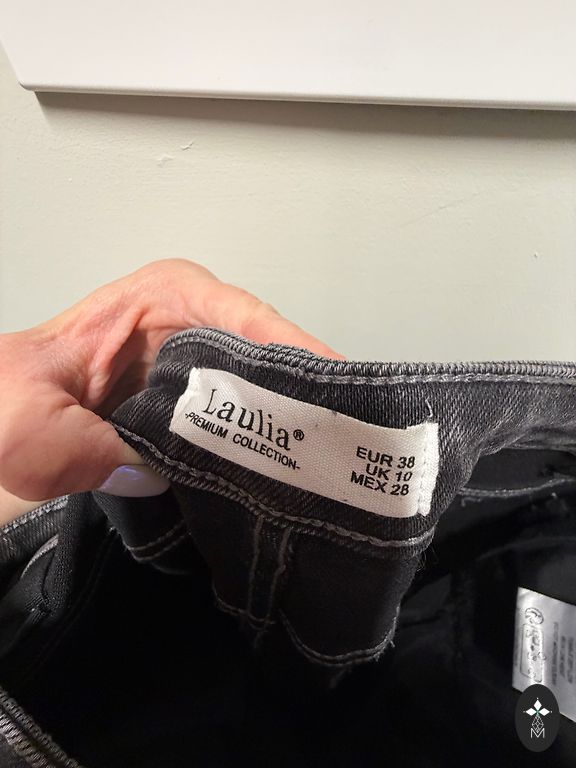 Laulia®
-PREMIUM COLLECTION-
EUR 38
UK 10
MEX 28
M